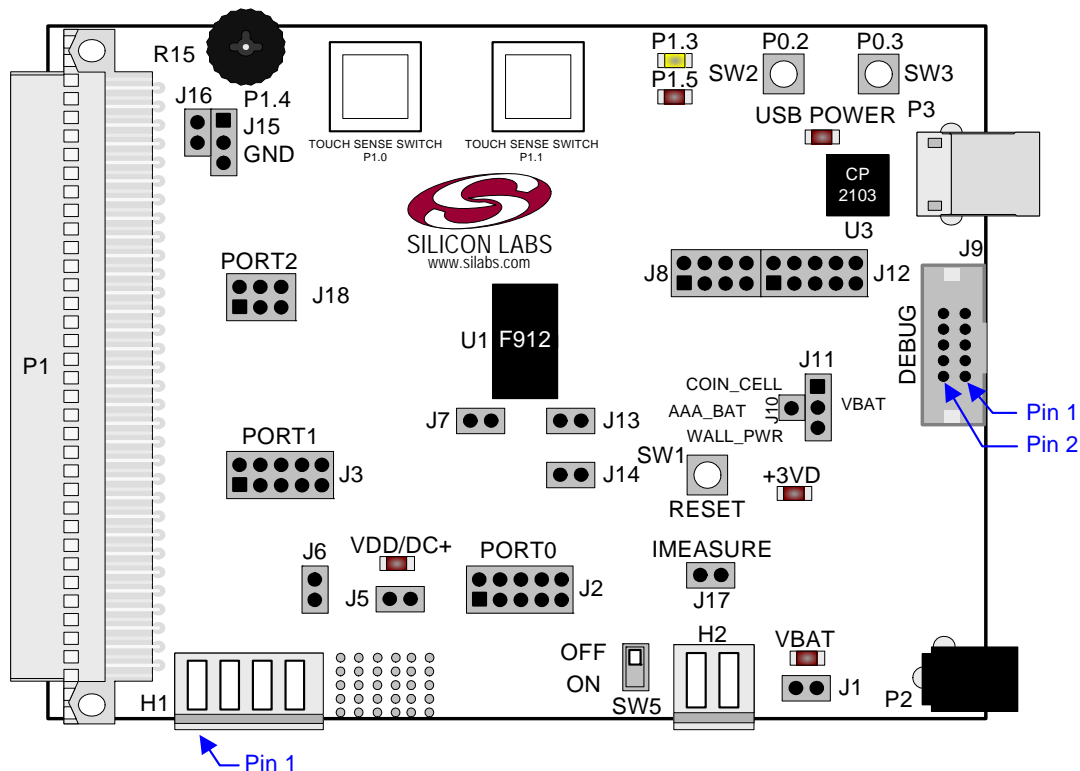 R15
P1.3
P0.2
P0.3
SW2
SW3
P1.5
J16
P1.4
USB POWER
P3
J15
GND
TOUCH SENSE SWITCH
P1.0
TOUCH SENSE SWITCH
P1.1
CP
2103
U3
SILICON LABS
www.silabs.com
PORT2
J18
J8
J12
J9
U1
F912
P1
DEBUG
J11
COIN_CELL
J10
AAA_BAT
VBAT
WALL_PWR
Pin 1
Pin 2
J7
J13
PORT1
J3
J14
SW1
RESET
+3VD
J6
VDD/DC+
PORT0
IMEASURE
J5
J2
J17
H2
OFF
ON
SW5
VBAT
J1
P2
H1
Pin 1